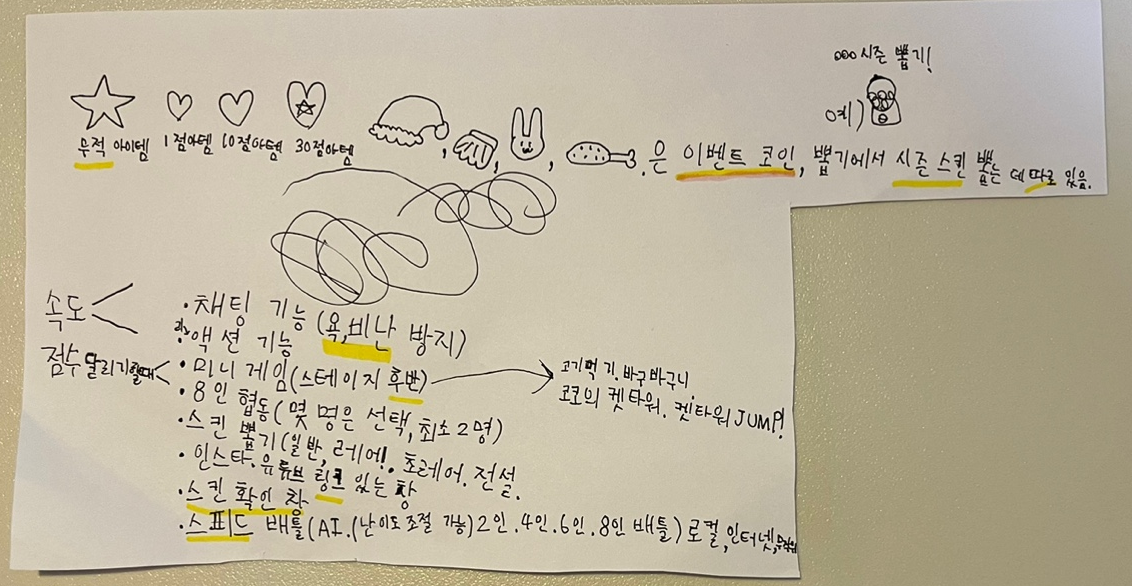 000시즌 뽑기!
예)
무적 아이템 1점아템 10점아템 30점아템
, , , .은 이벤트 코인, 뽑기에서 시즌 스킨 뽑는 데 따로 있음.
속도
점수 달리기할때
·채팅 기능(욕,비난 방지)
액션 기능
·미니 게임(스테이지 후반)
고기먹기.바구바구니.
코코의 켓타워. 켓타워 JUMP!
·8인 협동(몇 명은 선택, 최소 2명)
·스킨 뽑기(일반, 레어!. 초레어. 전설.
·인스타.유튜브 링크 있는 창
·스킨 확인 창
·스피드 배틀(AI.(난이도 조절 가능)2인.4인.6인.8인 배틀) 로컬,인터넷,